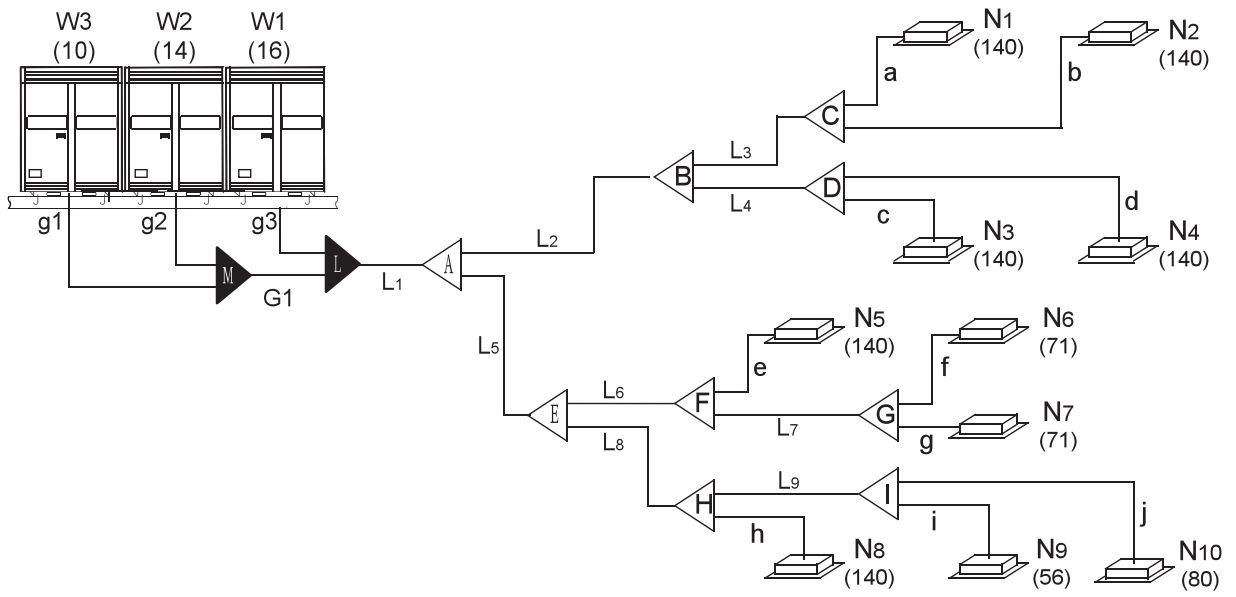 W3 W2 W1
(10) (14) (16)
g1 g2 g3
M
G1
L
L1
A
L2
L5
B
L3
L4
C
a
b
N1
(140)
N2
(140)
D
c
d
N3
(140)
N4
(140)
E
L6
L8
F
e
L7
N5
(140)
G
f
g
N6
(71)
N7
(71)
H
L9
h
N8
(140)
I
i
j
N9
(56)
N10
(80)